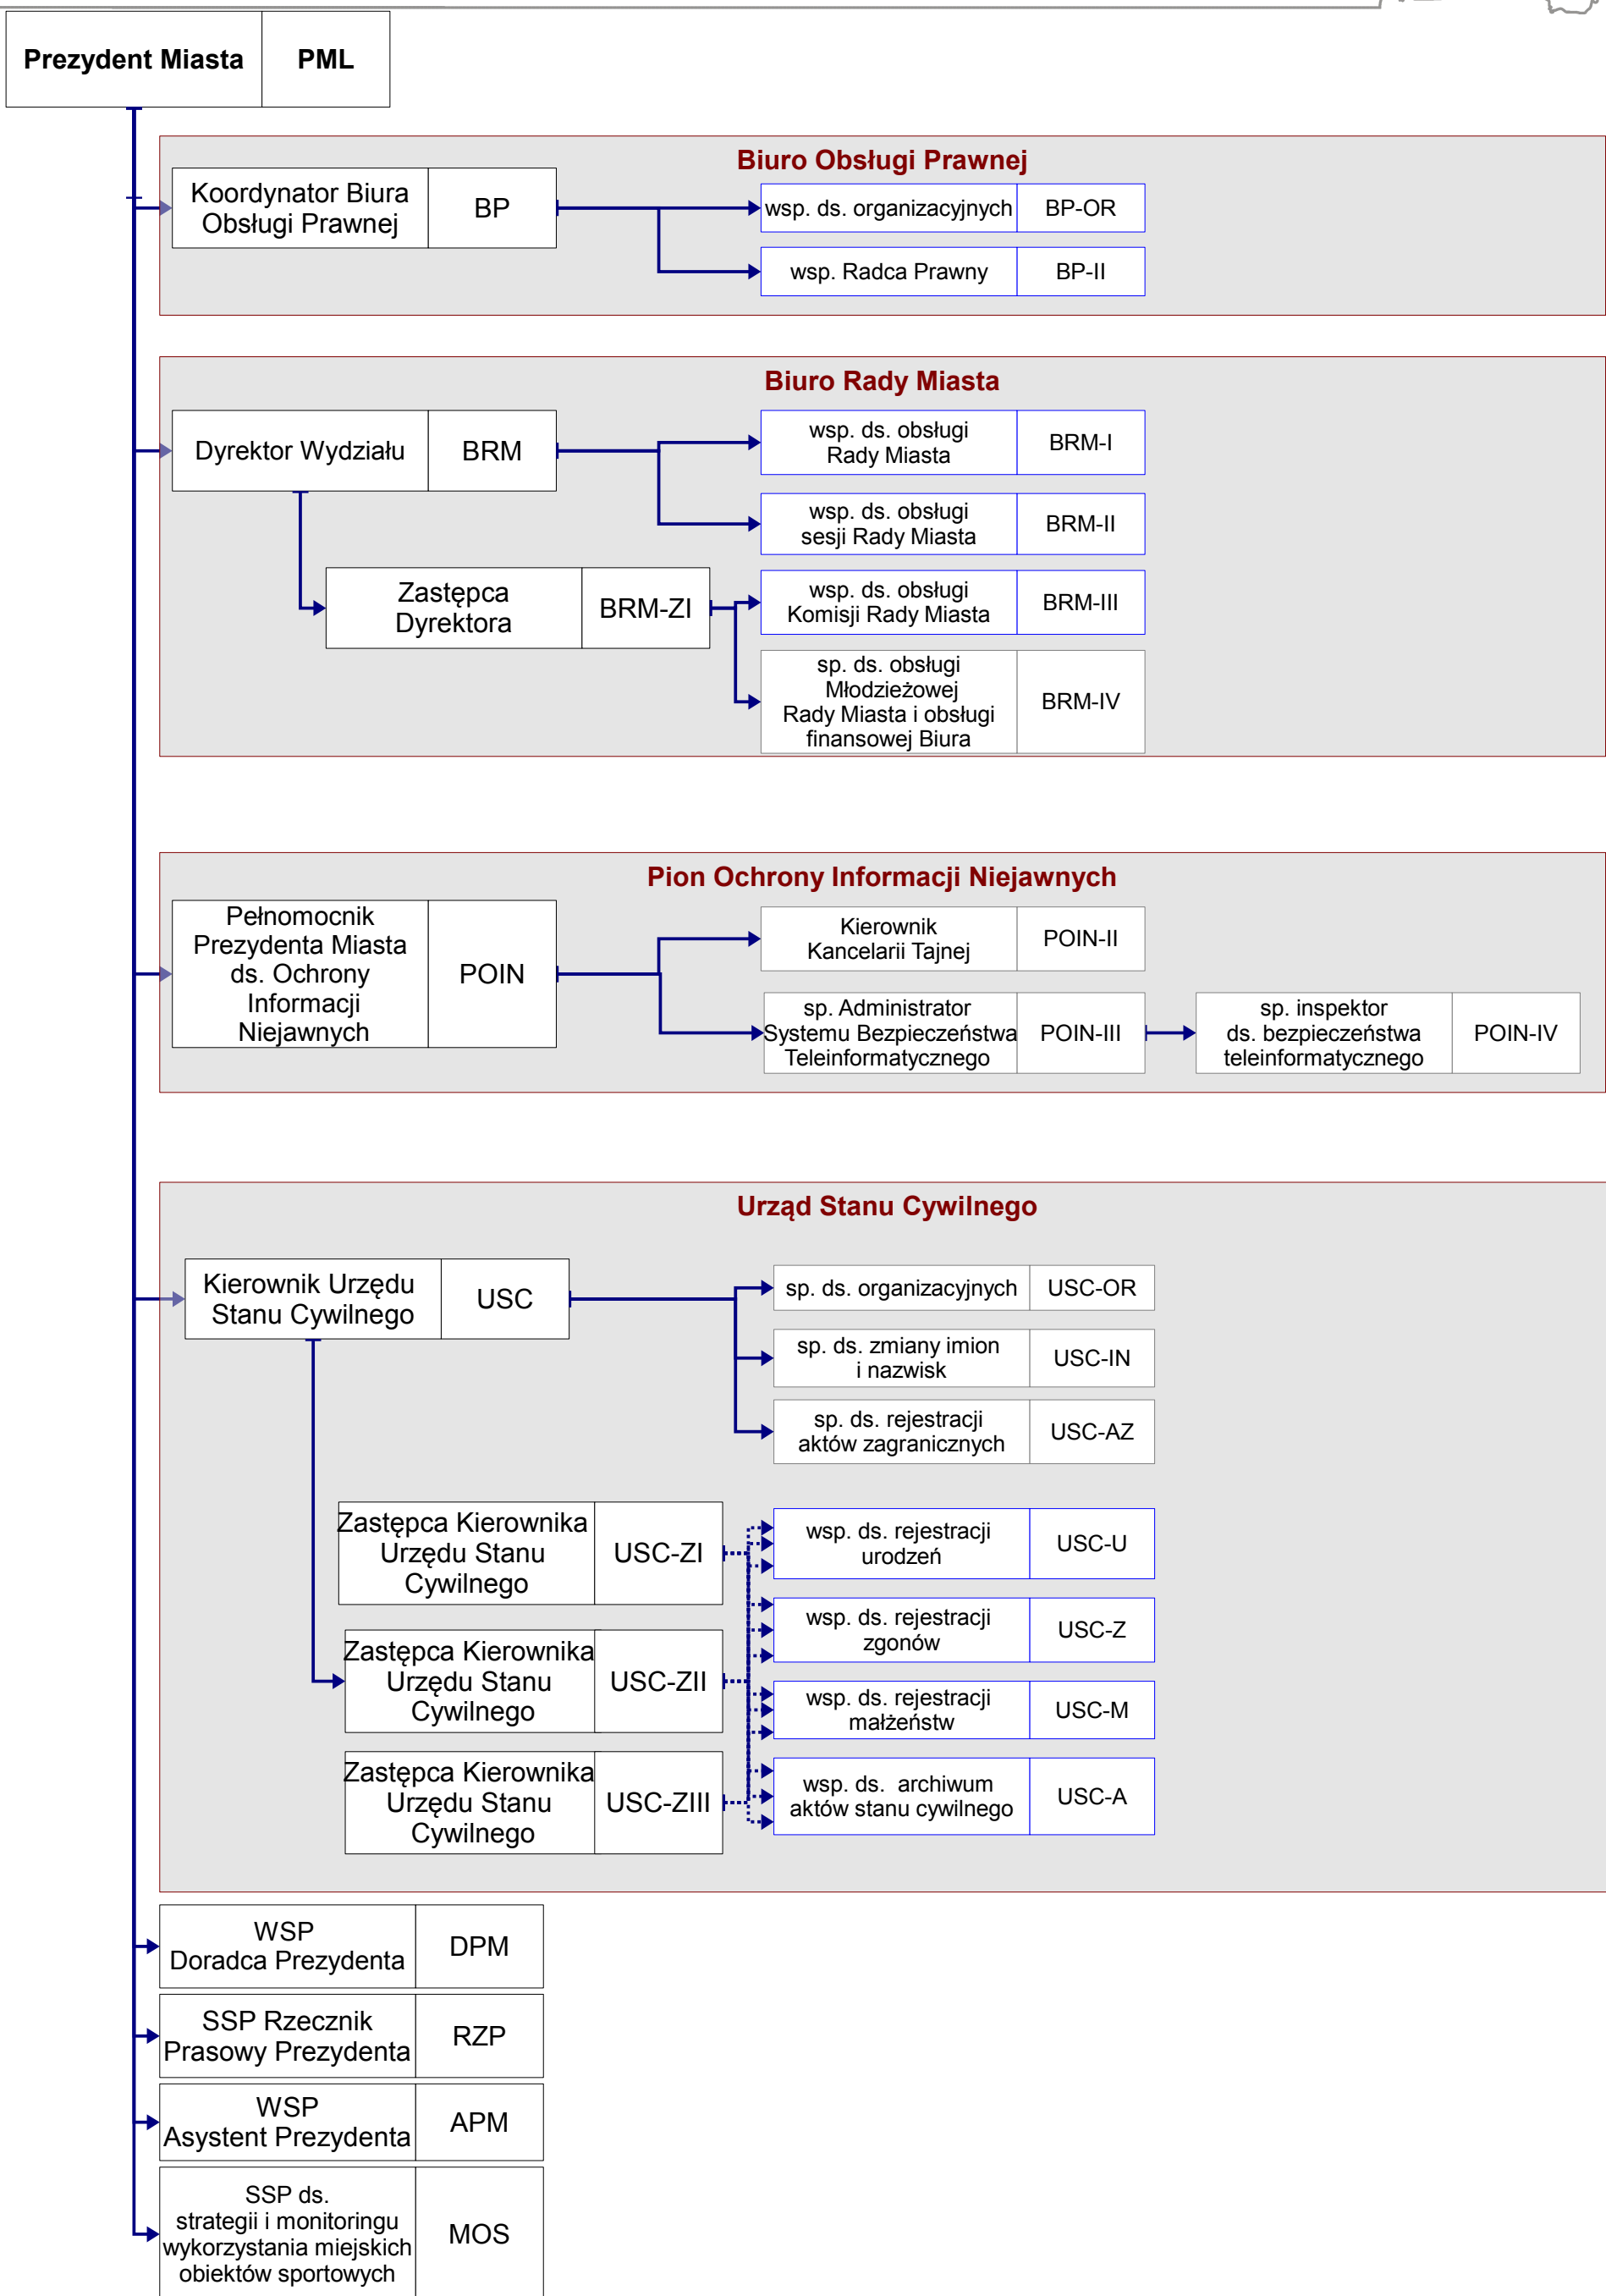 Prezydent Miasta PML
Biuro Obsługi Prawnej
Koordynator Biura
Obsługi Prawnej
BP
wsp. ds. organizacyjnych BP-OR
wsp. Radca Prawny BP-II
Biuro Rady Miasta
Dyrektor Wydziału BRM
wsp. ds. obsługi
Rady Miasta
BRM-I
wsp. ds. obsługi
sesji Rady Miasta
BRM-II
Zastępca
Dyrektora
BRM-ZI
wsp. ds. obsługi
Komisji Rady Miasta
BRM-III
sp. ds. obsługi
Młodzieżowej
Rady Miasta i obsługi
finansowej Biura
BRM-IV
Pion Ochrony Informacji Niejawnych
Pełnomocnik
Prezydenta Miasta
ds. Ochrony
Informacji
Niejawnych
POIN
Kierownik
Kancelarii Tajnej
POIN-II
sp. Administrator
Systemu Bezpieczeństwa
Teleinformatycznego
POIN-III
sp. inspektor
ds. bezpieczeństwa
teleinformatycznego
POIN-IV
Urząd Stanu Cywilnego
Kierownik Urzędu
Stanu Cywilnego
USC
sp. ds. organizacyjnych USC-OR
sp. ds. zmiany imion
i nazwisk
USC-IN
sp. ds. rejestracji
aktów zagranicznych
USC-AZ
Zastępca Kierownika
Urzędu Stanu
Cywilnego
USC-ZI
wsp. ds. rejestracji
urodzeń
USC-U
wsp. ds. rejestracji
zgonów
USC-Z
Zastępca Kierownika
Urzędu Stanu
Cywilnego
USC-ZII
wsp. ds. rejestracji
małżeństw
USC-M
Zastępca Kierownika
Urzędu Stanu
Cywilnego
USC-ZIII
wsp. ds. archiwum
aktów stanu cywilnego
USC-A
WSP
Doradca Prezydenta
DPM
SSP Rzecznik
Prasowy Prezydenta
RZP
WSP
Asystent Prezydenta
APM
SSP ds.
strategii i monitoringu
wykorzystania miejskich
obiektów sportowych
MOS